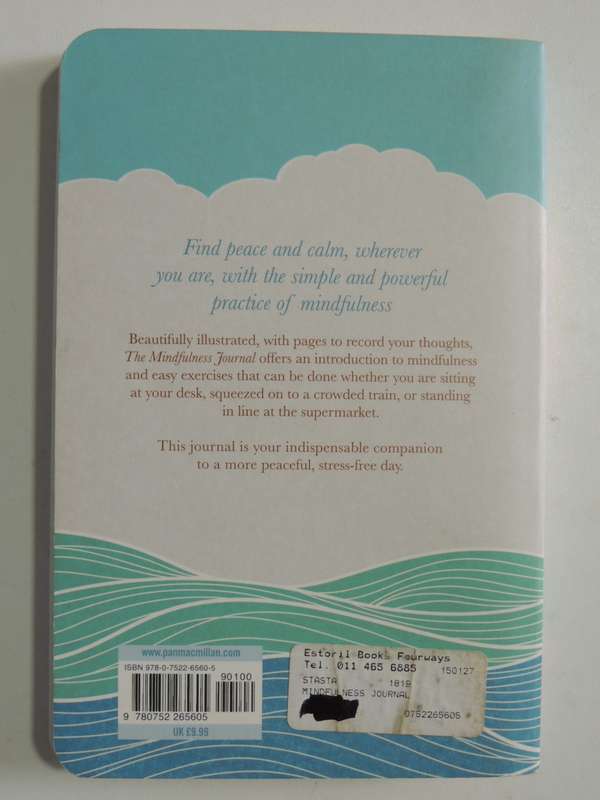 Find peace and calm, wherever
you are, with the simple and powerful
practice of mindfulness
Beautifully illustrated, with pages to record your thoughts,
The Mindfulness Journal offers an introduction to mindfulness
and easy exercises that can be done whether you are sitting
at your desk, squeezed on to a crowded train, or standing
in line at the supermarket.
This journal is your indispensable companion
to a more peaceful, stress-free day.
www.panmacmillan.com
ISBN 978-0-7522-6560-5
90100
9 780752 265605
UK £9.99
Estoril Books Fourways
Tel. 011 465 6885 150127
STASTA 1819
MINDFULNESS JOURNAL
0752265605